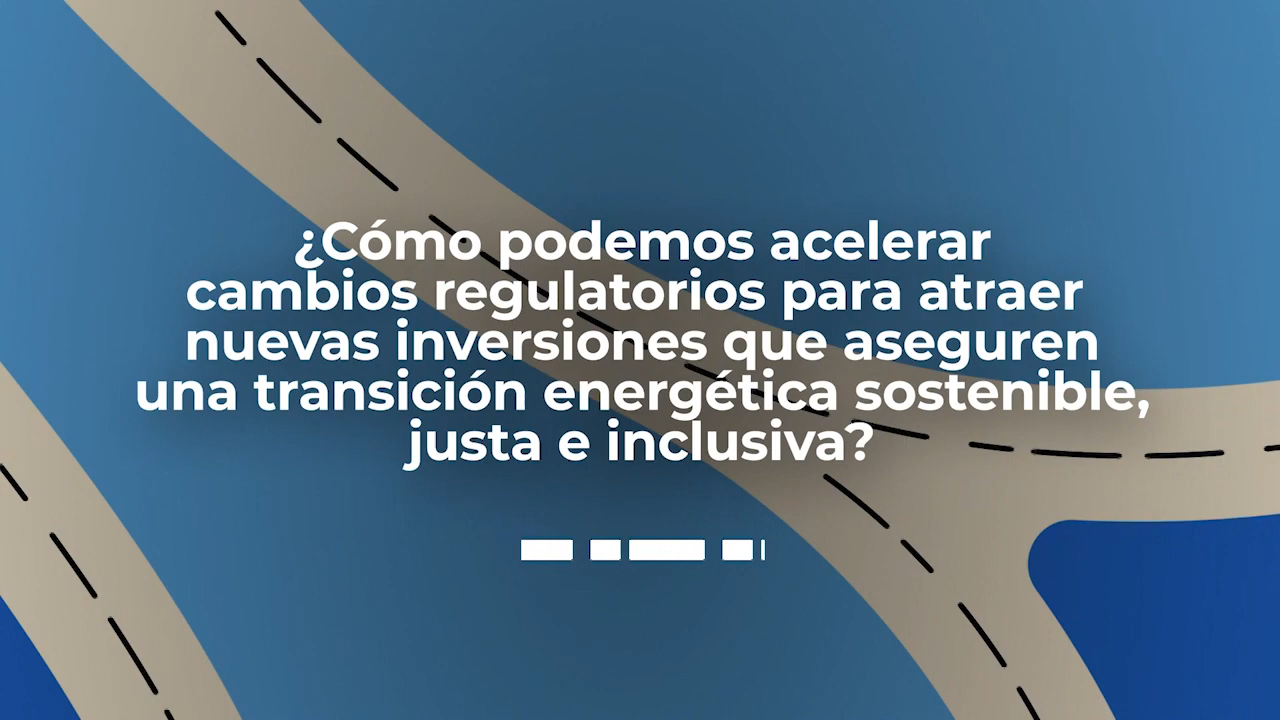 ¿Cómo podemos acelerar
cambios regulatorios para atraer
nuevas inversiones que aseguren
una transición energética sostenible,
justa e inclusiva?